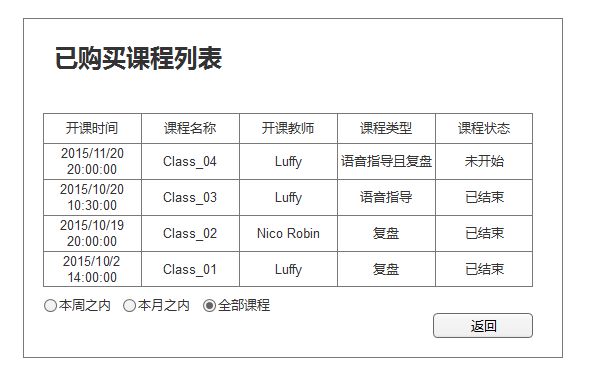 已购买课程列表
开课时间 课程名称 开课教师 课程类型 课程状态
2015/11/20 20:00:00 Class_04 Luffy 语音指导且复盘 未开始
2015/10/20 10:30:00 Class_03 Luffy 语音指导 已结束
2015/10/19 20:00:00 Class_02 Nico Robin 复盘 已结束
2015/10/2 14:00:00 Class_01 Luffy 复盘 已结束
本周之内 本月之内 全部课程
返回